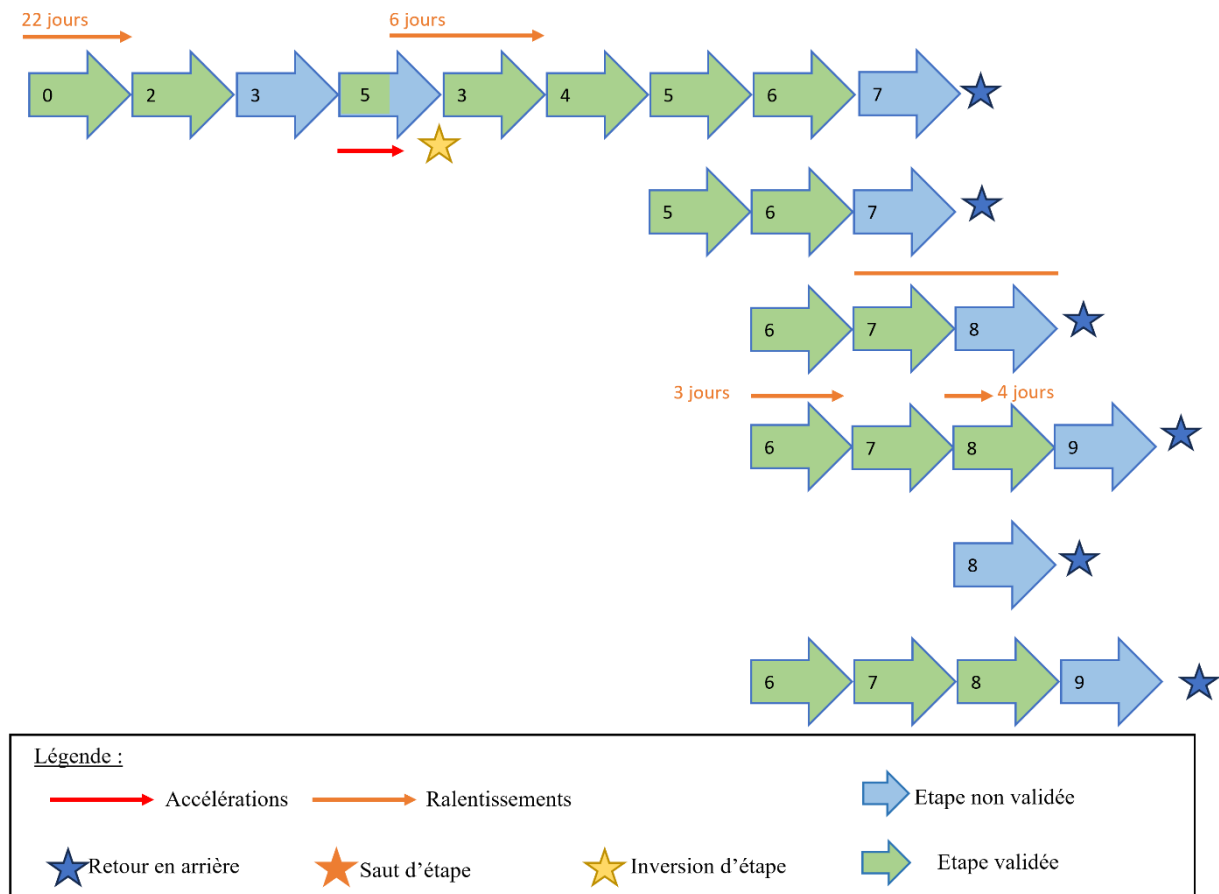 22 jours 6 jours
0 2 3 5 3 4 5 6 7
5 6 7
6 7 8
3 jours 4 jours
6 7 8 9
8
6 7 8 9
Légende :
Accélérations Ralentissements Etape non validée
Retour en arrière Saut d’étape Inversion d’étape Etape validée